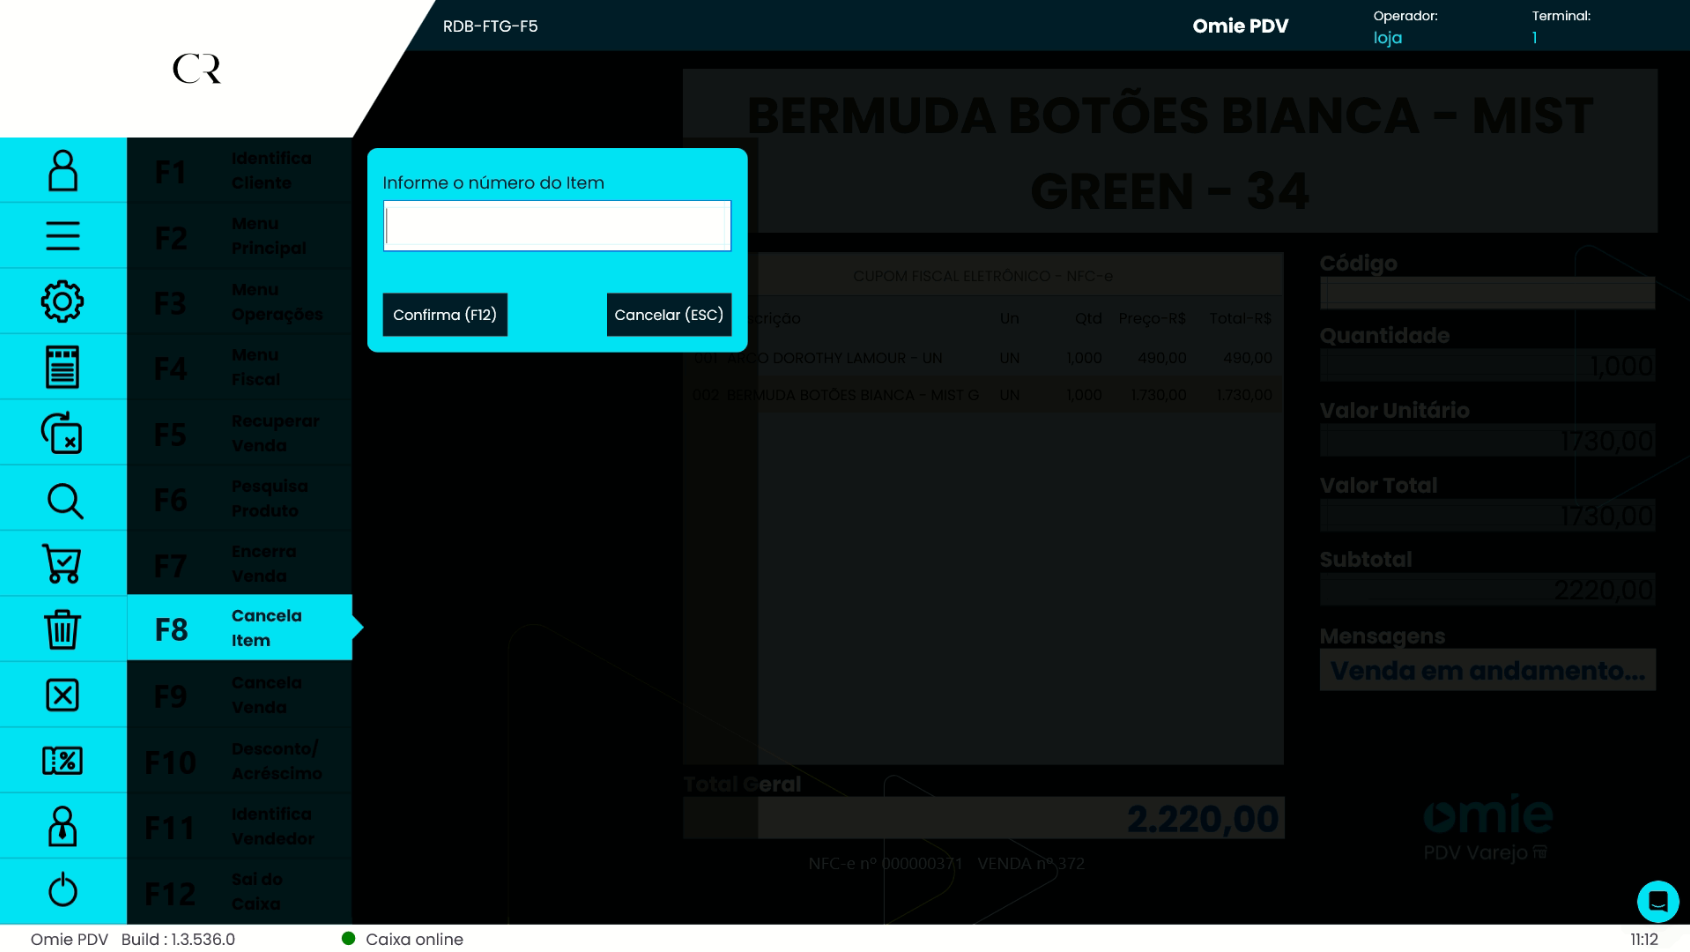 RDB-FTG-F5
Omie PDV
Operador:
loja
Terminal:
1
CR
BERMUDA BOTÕES BIANCA - MIST
GREEN - 34
F1 Identifica Cliente
F2 Menu Principal
F3 Menu Operações
F4 Menu Fiscal
F5 Recuperar Venda
F6 Pesquisa Produto
F7 Encerra Venda
F8 Cancela Item
F9 Cancela Venda
F10 Desconto/ Acréscimo
F11 Identifica Vendedor
F12 Sai do Caixa
Informe o número do Item
Confirma (F12)
Cancelar (ESC)
CUPOM FISCAL ELETRÔNICO - NFC-e
scrição Un Qtd Preço-R$ Total-R$
001 ARCO DOROTHY LAMOUR - UN UN 1,000 490,00 490,00
002 BERMUDA BOTÕES BIANCA - MIST G UN 1,000 1.730,00 1.730,00
Código
Quantidade
1,000
Valor Unitário
1730,00
Valor Total
1730,00
Subtotal
2220,00
Mensagens
Venda em andamento...
Total Geral
2.220,00
NFC-e nº 000000371 VENDA nº 372
omie
PDV Varejo
Omie PDV Build : 1.3.536.0
Caixa online
11:12